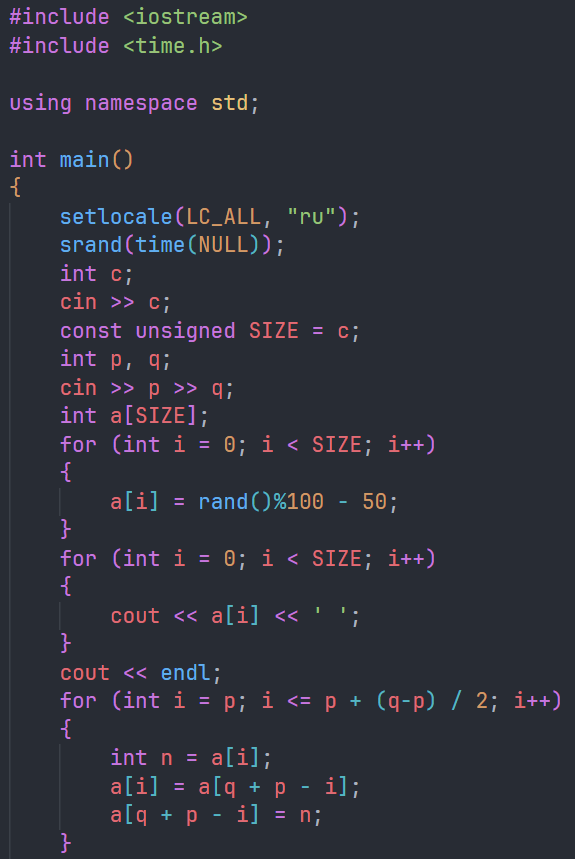 #include <iostream>
#include <time.h>
using namespace std;
int main()
{
setlocale(LC_ALL, "ru");
srand(time(NULL));
int c;
cin >> c;
const unsigned SIZE = c;
int p, q;
cin >> p >> q;
int a[SIZE];
for (int i = 0; i < SIZE; i++)
{
a[i] = rand()%100 - 50;
}
for (int i = 0; i < SIZE; i++)
{
cout << a[i] << ' ';
}
cout << endl;
for (int i = p; i <= p + (q-p) / 2; i++)
{
int n = a[i];
a[i] = a[q + p - i];
a[q + p - i] = n;
}